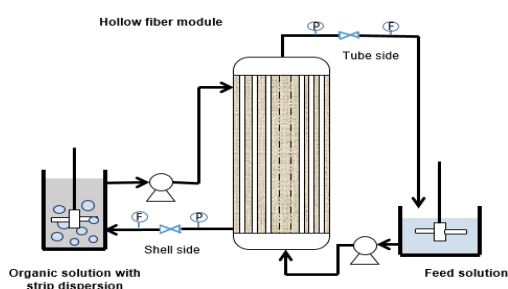 Hollow fiber module
P
F
Tube side
F
P
Shell side
Organic solution with
strip dispersion
Feed solution